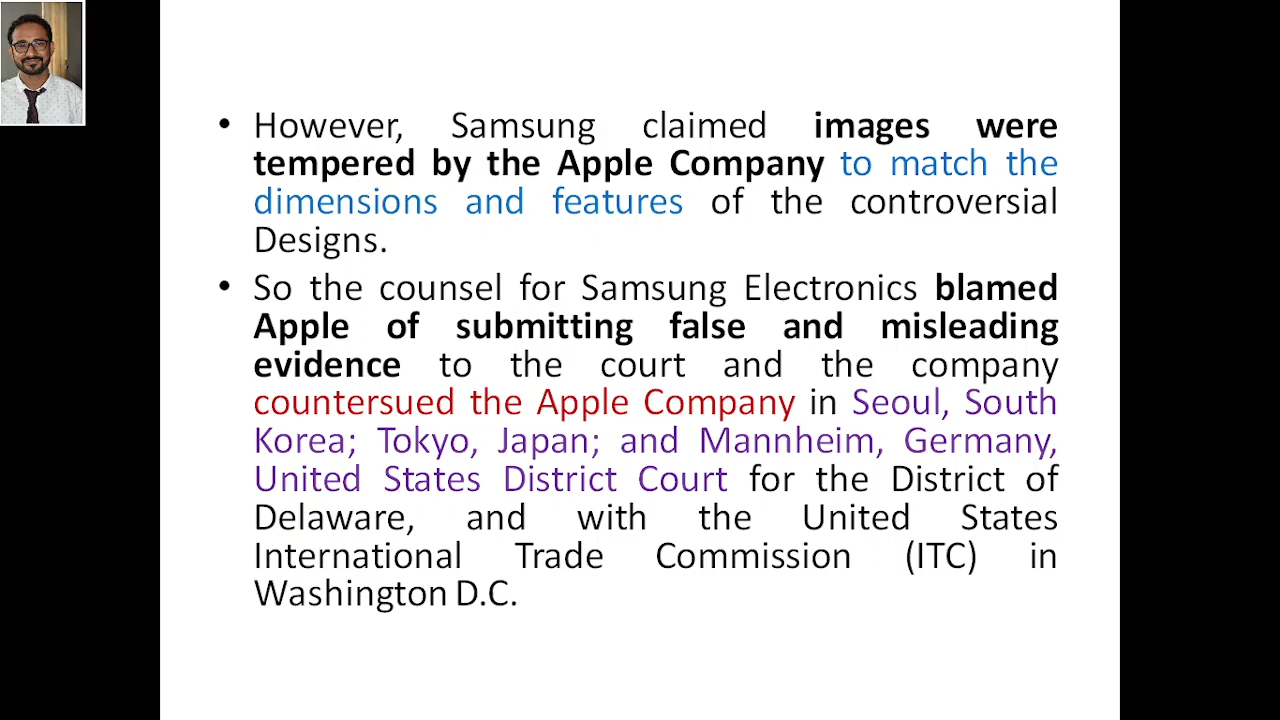 • However, Samsung claimed images were
tempered by the Apple Company to match the
dimensions and features of the controversial
Designs.
• So the counsel for Samsung Electronics blamed
Apple of submitting false and misleading
evidence to the court and the company
countersued the Apple Company in Seoul, South
Korea; Tokyo, Japan; and Mannheim, Germany,
United States District Court for the District of
Delaware, and with the United States
International Trade Commission (ITC) in
Washington D.C.